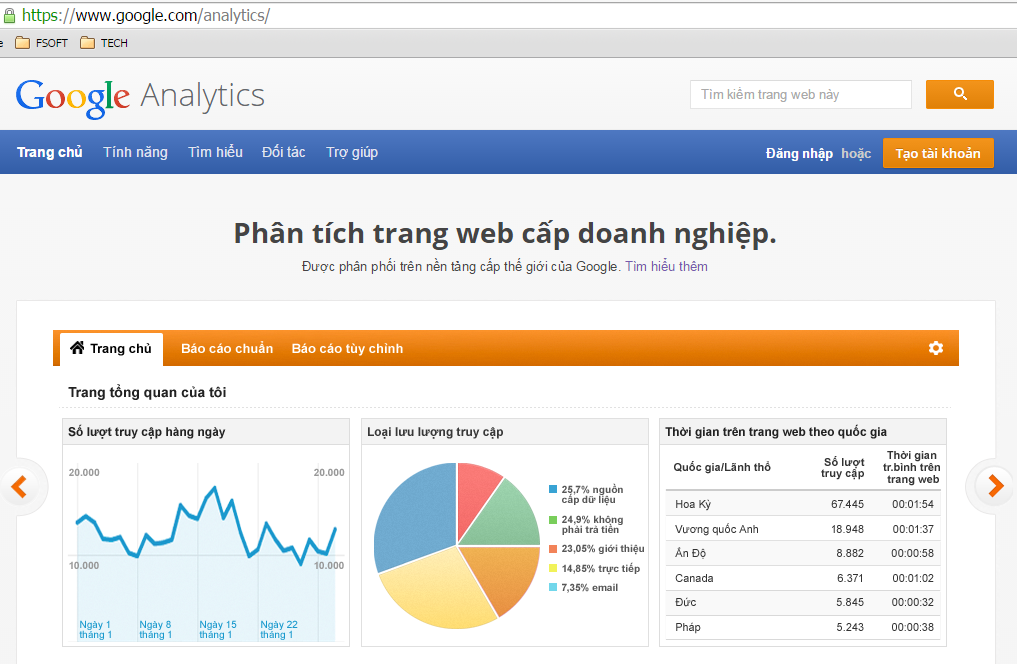 https://www.google.com/analytics/
e FSOFT TECH
Google Analytics
Tìm kiếm trang web này
Trang chủ Tính năng Tìm hiểu Đối tác Trợ giúp
Đăng nhập hoặc Tạo tài khoản
Phân tích trang web cấp doanh nghiệp.
Được phân phối trên nền tảng cấp thế giới của Google. Tìm hiểu thêm
Trang chủ Báo cáo chuẩn Báo cáo tùy chỉnh
Trang tổng quan của tôi
Số lượt truy cập hàng ngày
20.000 20.000
10.000 10.000
Ngày 1 Ngày 8 Ngày 15 Ngày 22
tháng 1 tháng 1 tháng 1 tháng 1
Loại lưu lượng truy cập
25,7% nguồn
cấp dữ liệu
24,9% không
phải trả tiền
23,05% giới thiệu
14,85% trực tiếp
7,35% email
Thời gian trên trang web theo quốc gia
Quốc gia/Lãnh thổ
Số lượt
truy cập
Thời gian
tr.bình trên
trang web
Hoa Kỳ 67.445 00:01:54
Vương quốc Anh 18.948 00:01:37
Ấn Độ 8.882 00:00:58
Canada 6.371 00:01:02
Đức 5.845 00:00:32
Pháp 5.243 00:00:38